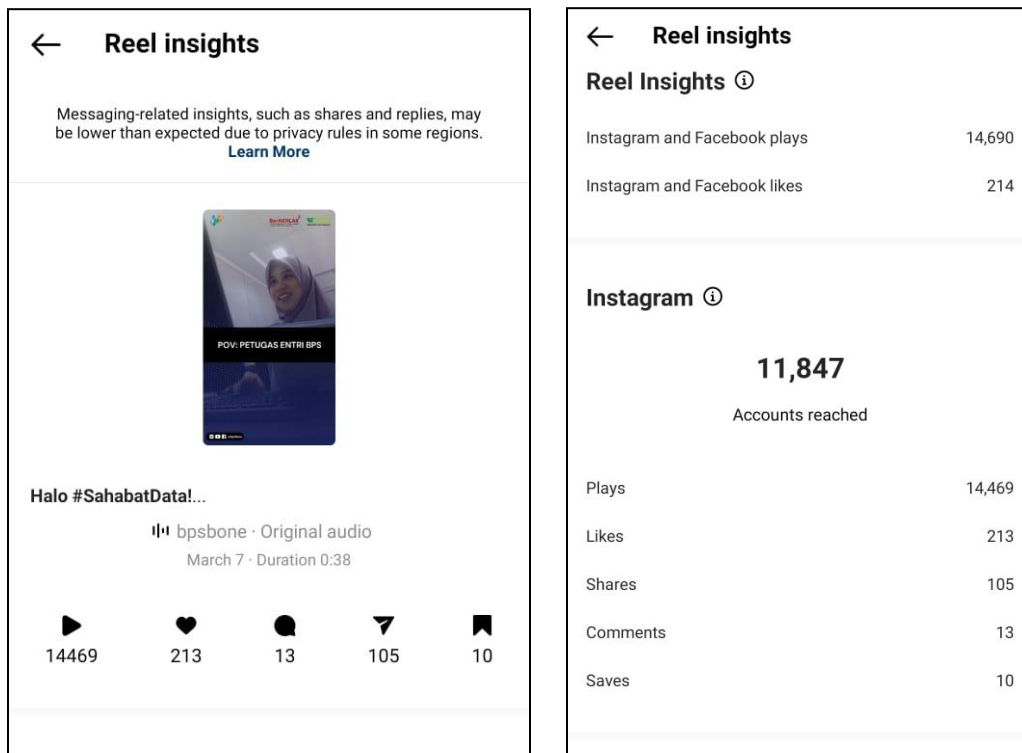 Reel insights
Messaging-related insights, such as shares and replies, may
be lower than expected due to privacy rules in some regions.
Learn More
BerAKHLAK
POV: PETUGAS ENTRI BPS
Halo #SahabatData!...
bpsbone · Original audio
March 7 · Duration 0:38
14469
213
13
105
10
Reel insights
Reel Insights
Instagram and Facebook plays 14,690
Instagram and Facebook likes 214
Instagram
11,847
Accounts reached
Plays 14,469
Likes 213
Shares 105
Comments 13
Saves 10